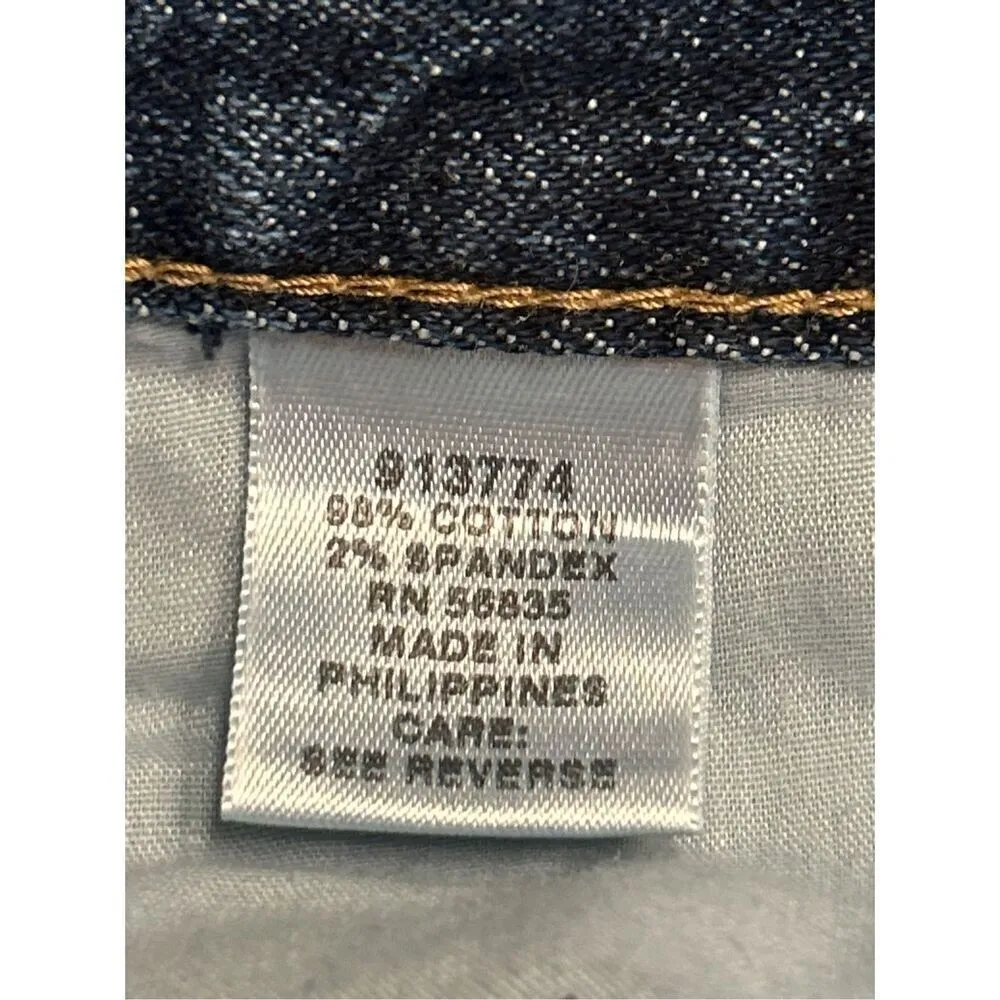 913774
98% COTTON
2% SPANDEX
RN 56835
MADE IN
PHILIPPINES
CARE:
SEE REVERSE